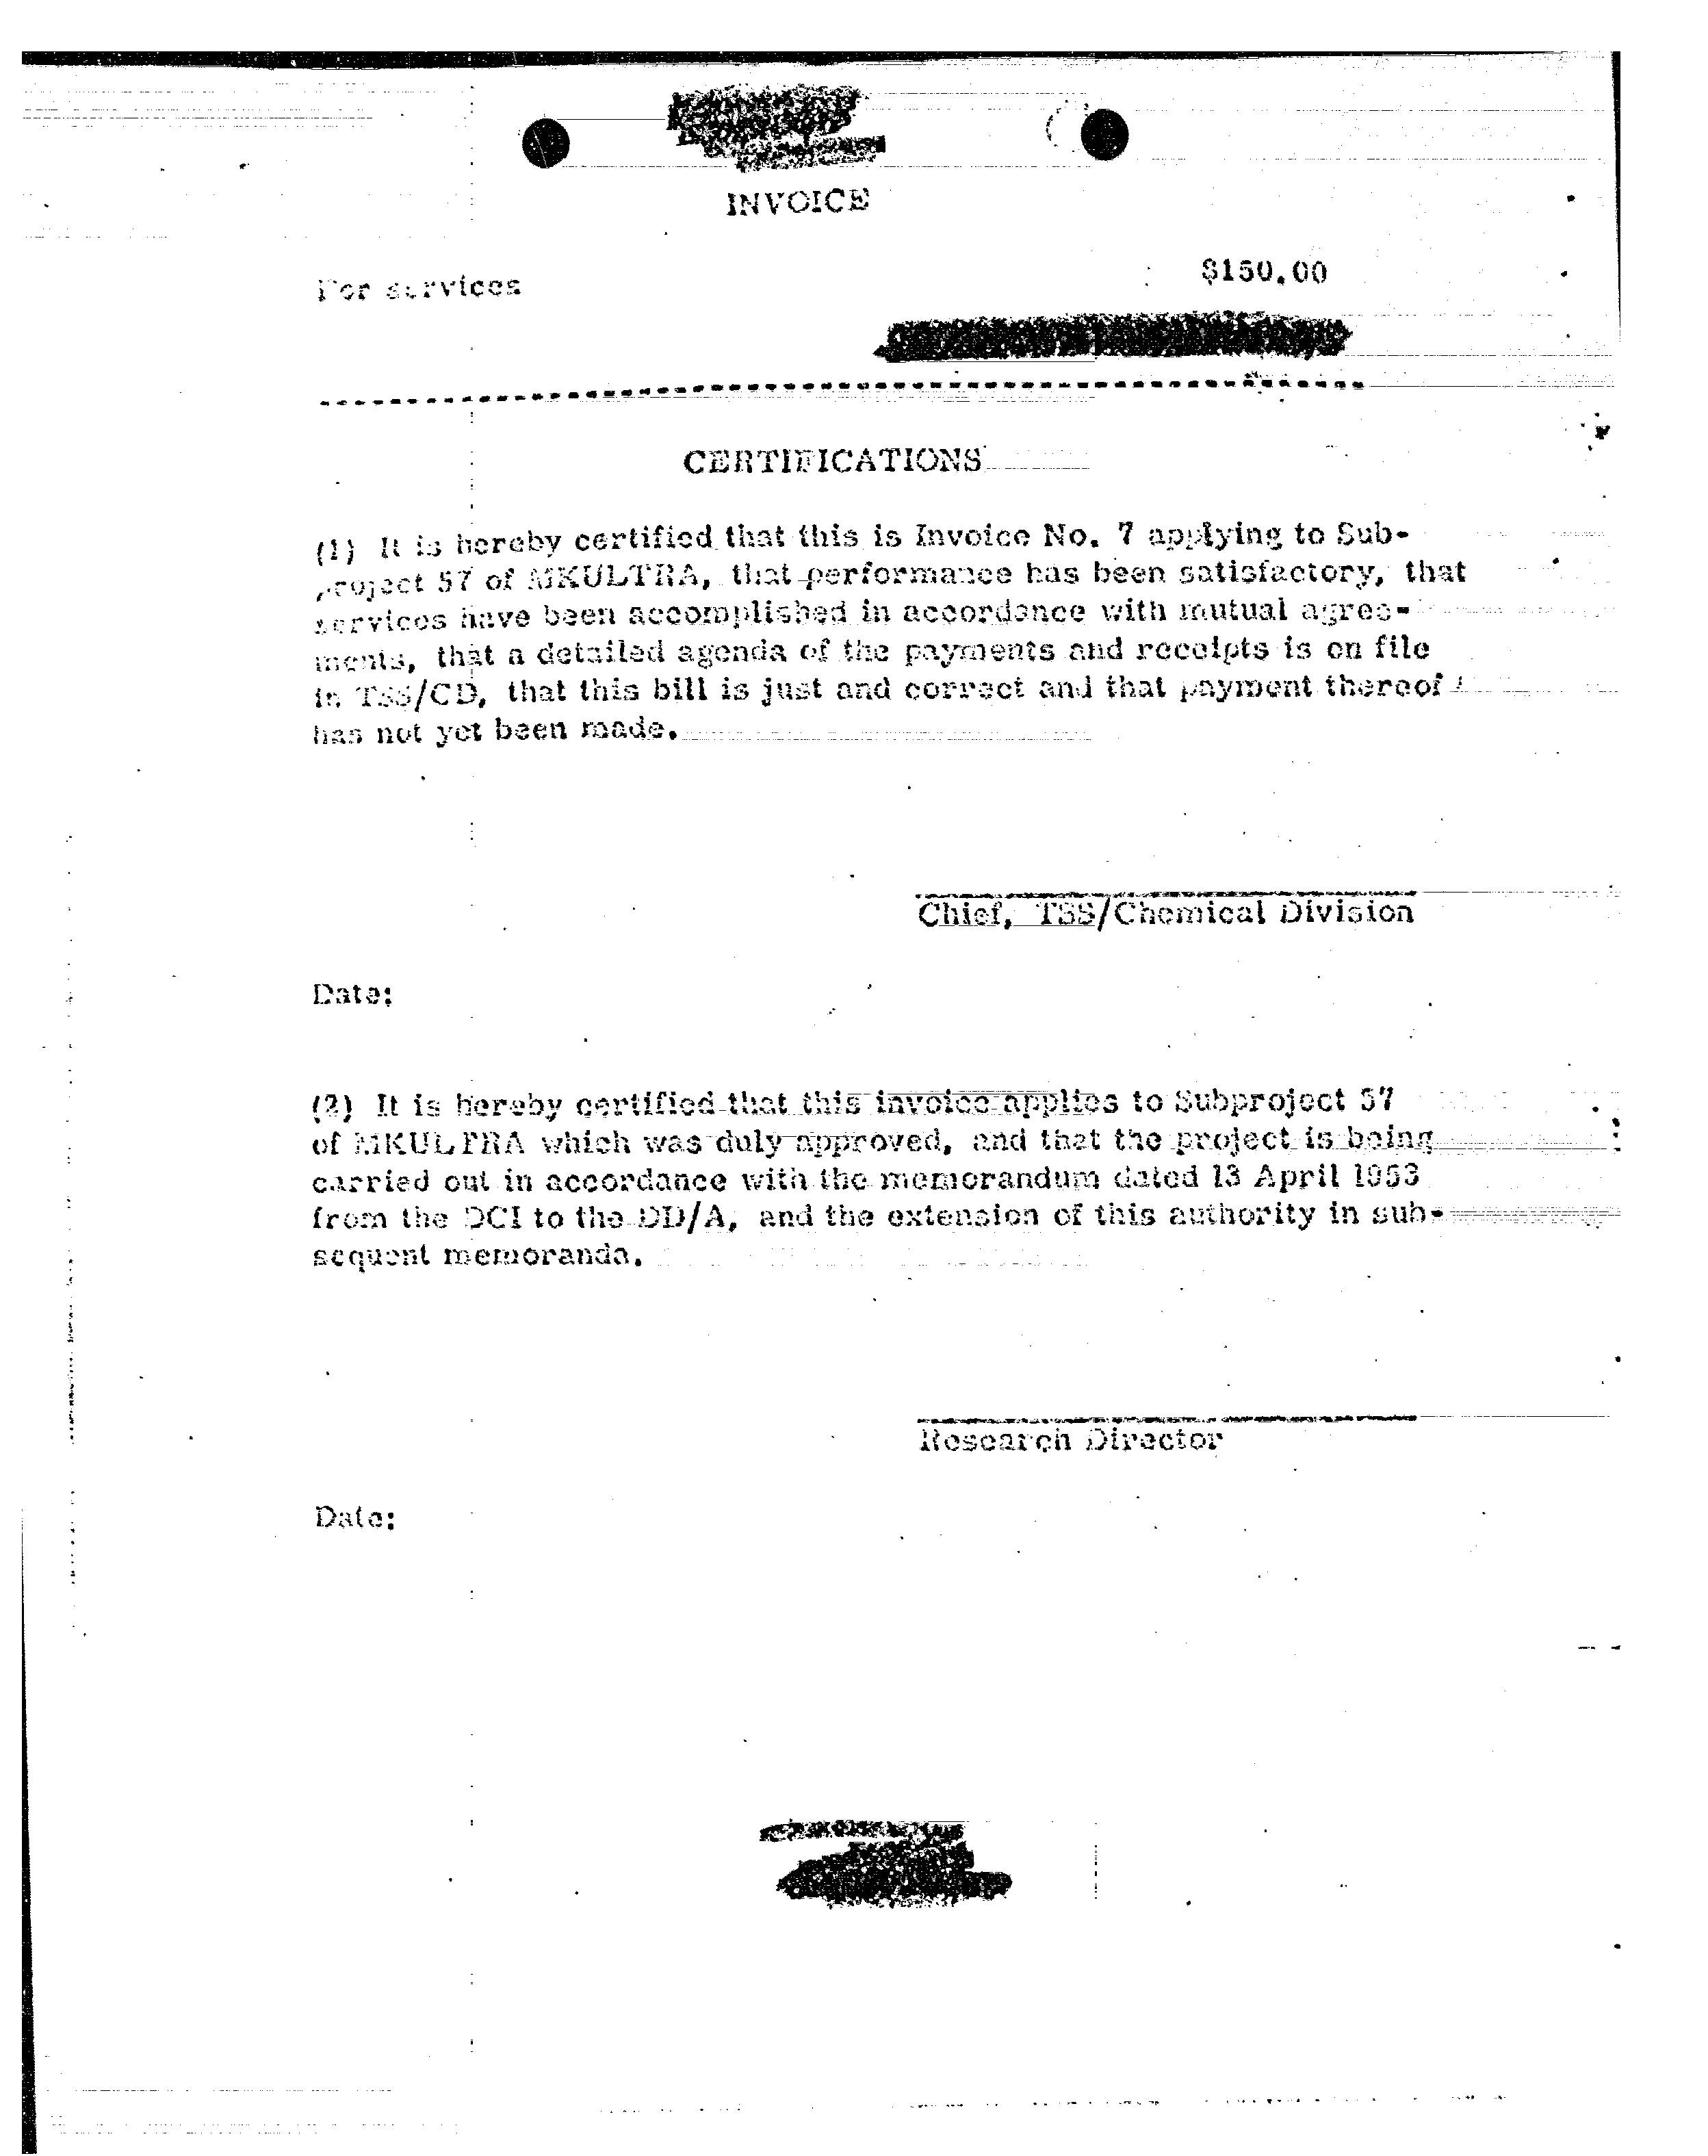 INVOICE
For services
$150.00
CERTIFICATIONS
(1) It is hereby certified that this is Invoice No. 7 applying to Sub-
project 57 of MKULTRA, that performance has been satisfactory, that
services have been accomplished in accordance with mutual agree-
ments, that a detailed agenda of the payments and receipts is on file
in TSS/CD, that this bill is just and correct and that payment thereof
has not yet been made.
Chief, TSS/Chemical Division
Date:
(2) It is hereby certified that this invoice applies to Subproject 57
of MKULTRA which was duly approved, and that the project is being
carried out in accordance with the memorandum dated 13 April 1953
from the DCI to the DD/A, and the extension of this authority in sub-
sequent memoranda.
Research Director
Date: